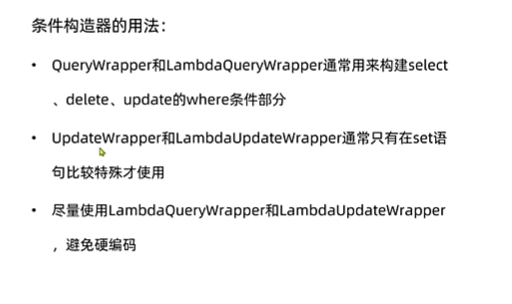 条件构造器的用法：
• QueryWrapper和LambdaQueryWrapper通常用来构建select
、delete、update的where条件部分
• UpdateWrapper和LambdaUpdateWrapper通常只有在set语
句比较特殊才使用
• 尽量使用LambdaQueryWrapper和LambdaUpdateWrapper
，避免硬编码